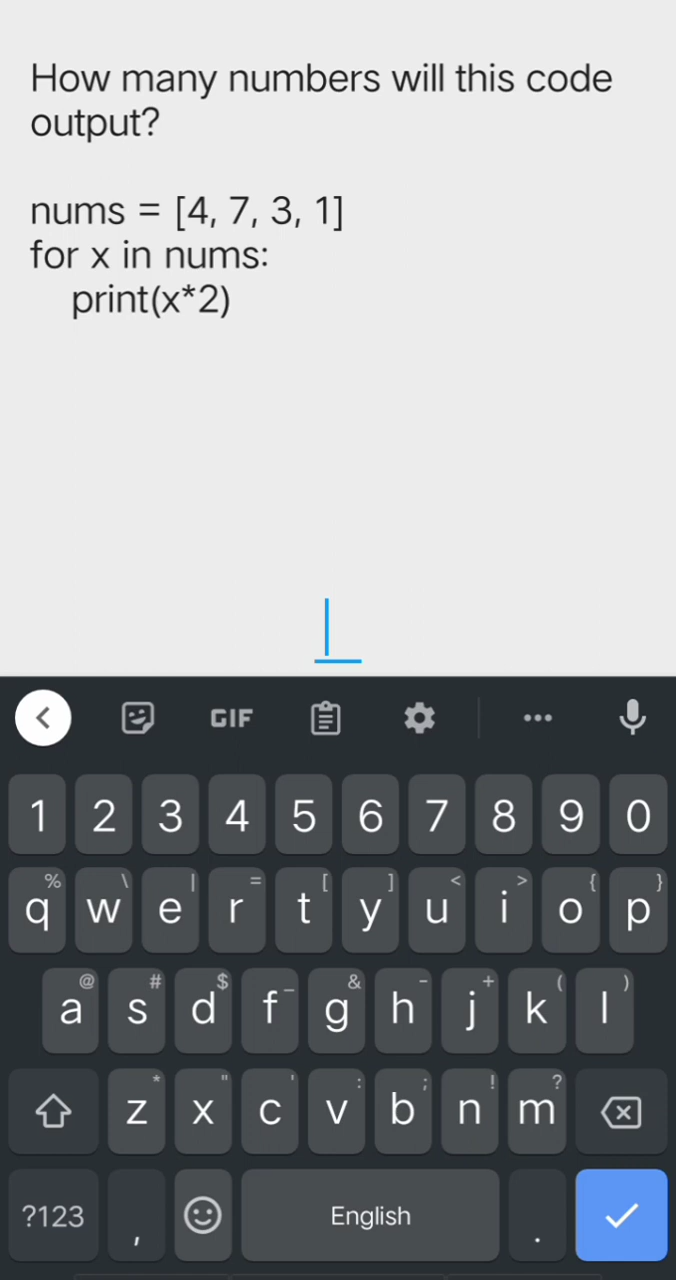 How many numbers will this code
output?
nums = [4, 7, 3, 1]
for x in nums:
print(x*2)
GIF
1 2 3 4 5 6 7 8 9 0
% \ | = [ ] < > { }
q w e r t y u i o p
@ # $ _ & - + ( )
a s d f g h j k l
* " ' : ; ! ?
z x c v b n m
?123 , English .